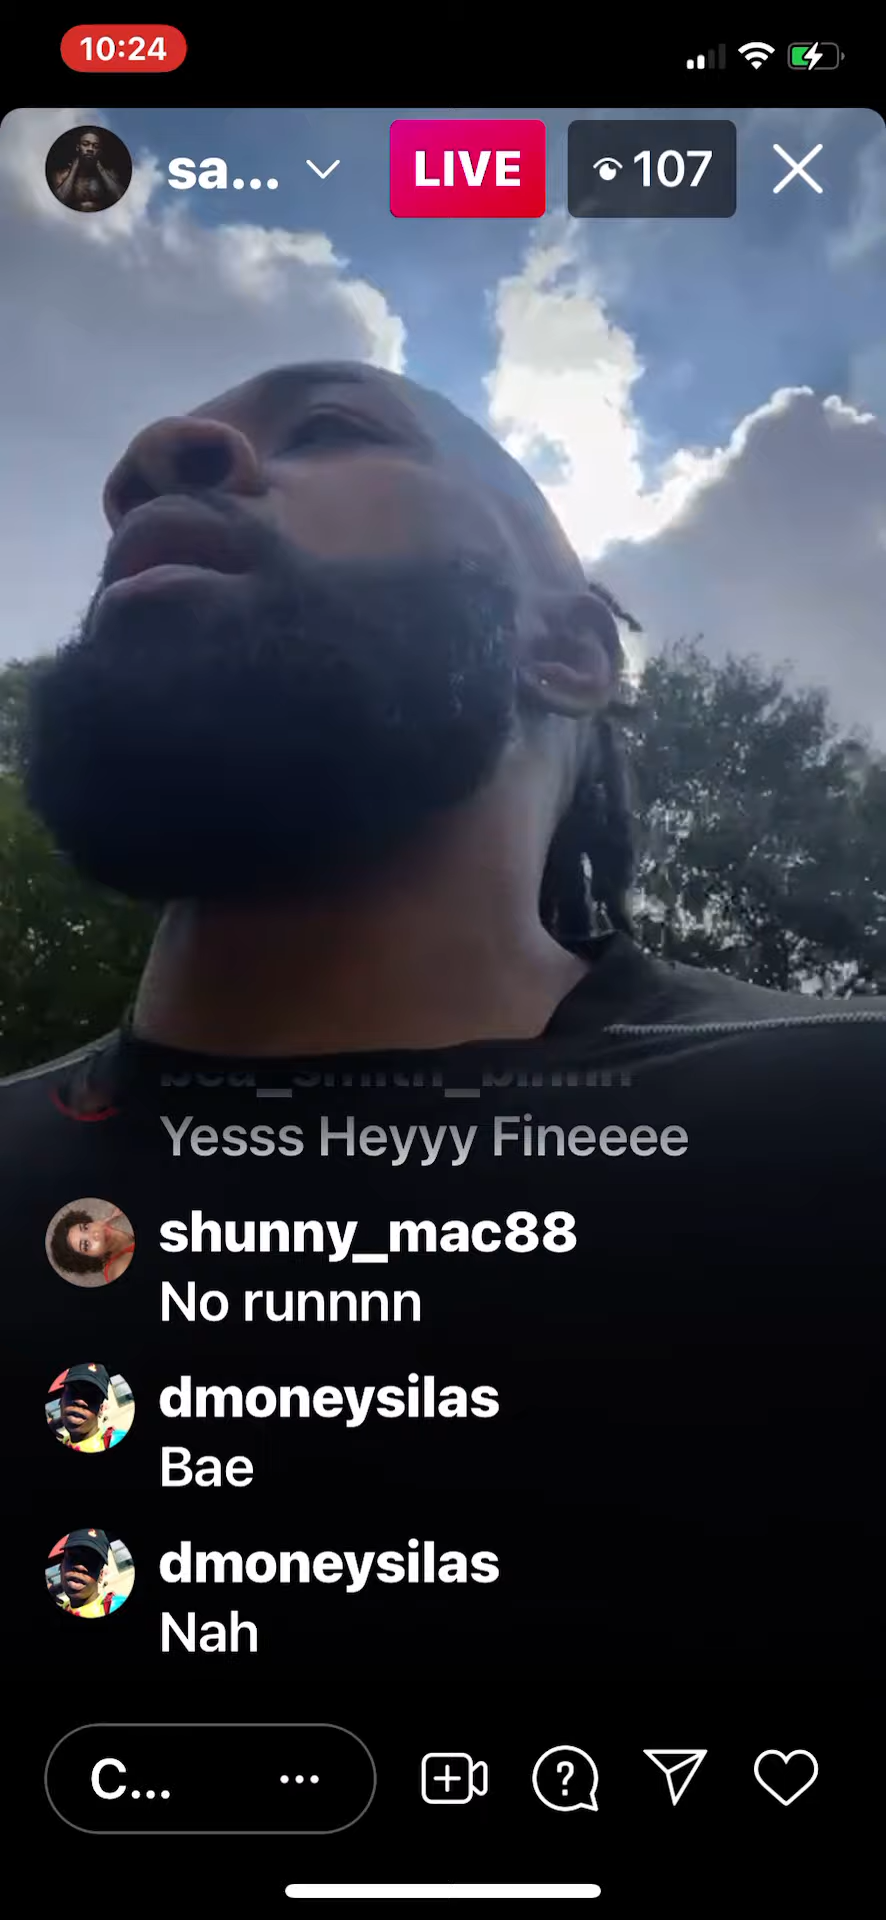 10:24
sa...
LIVE
107
Yesss Heyyy Fineeee
shunny_mac88
No runnnn
dmoneysilas
Bae
dmoneysilas
Nah
C...